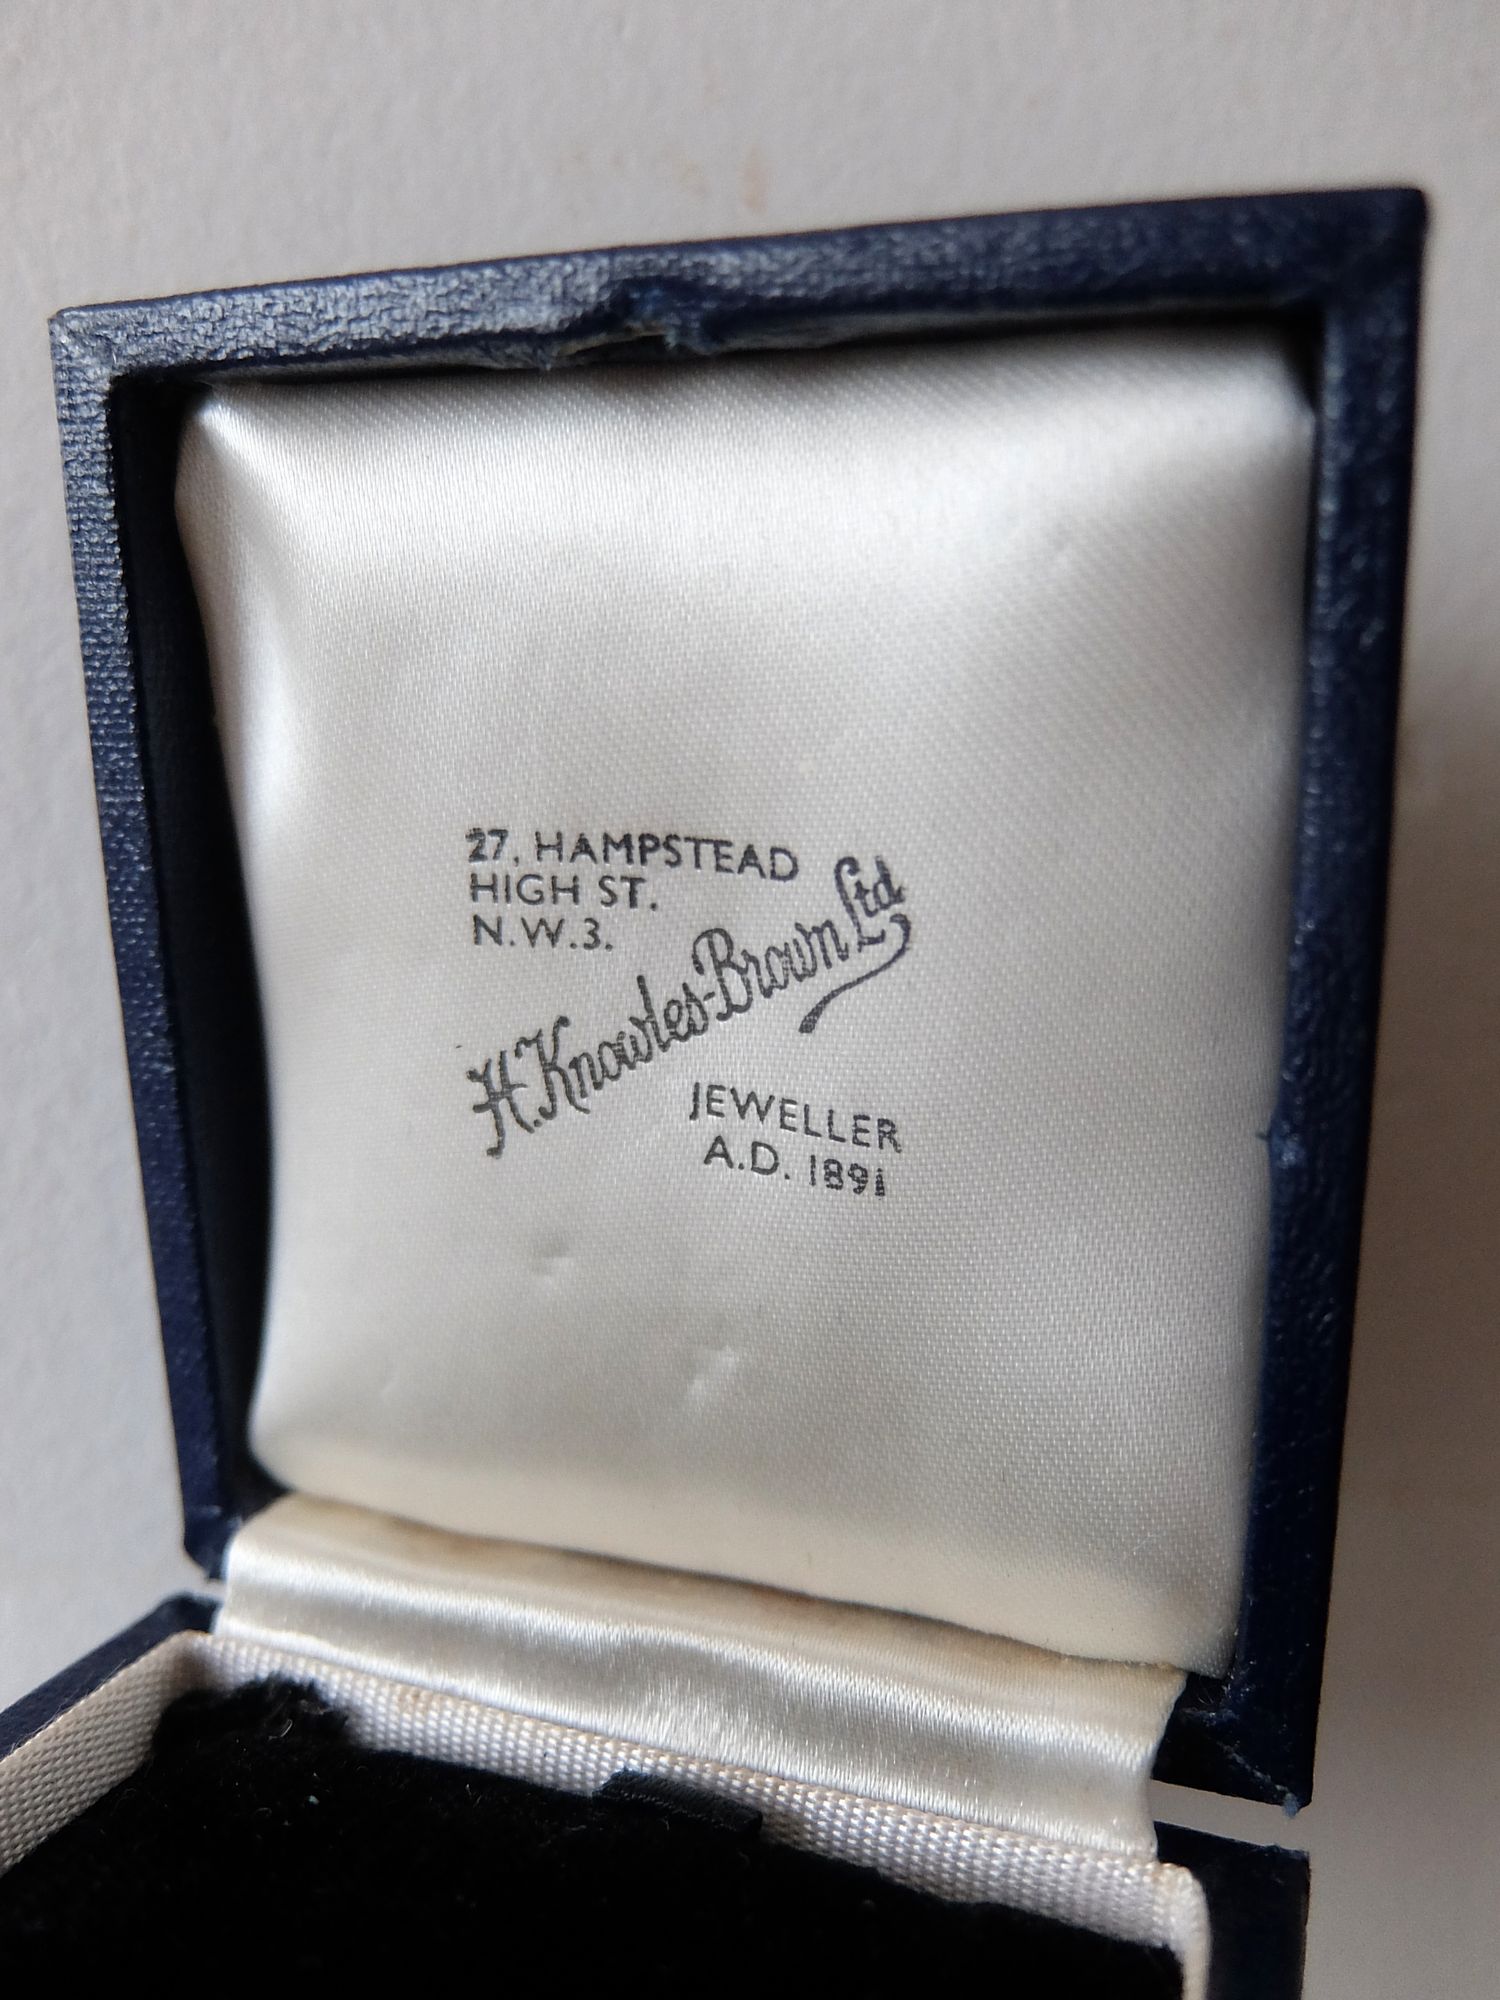 27, HAMPSTEAD
HIGH ST.
N.W.3.
H. Knowles-Brown Ltd
JEWELLER
A.D. 1891